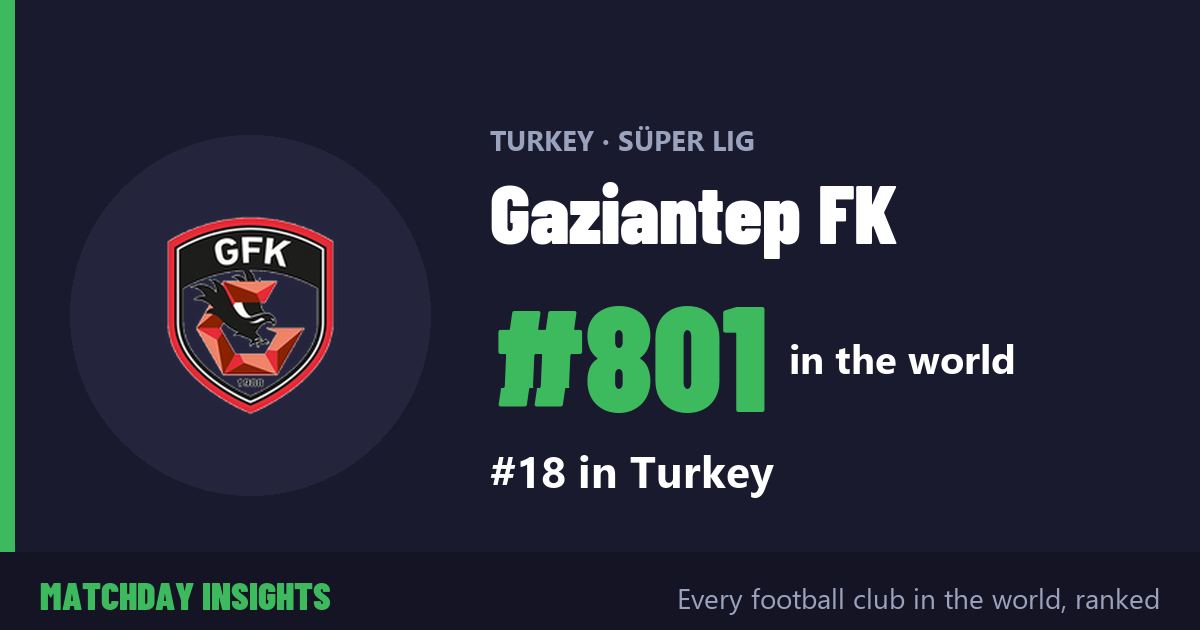 TURKEY · SÜPER LIG
Gaziantep FK
GFK
1988
#801 in the world
#18 in Turkey
MATCHDAY INSIGHTS
Every football club in the world, ranked